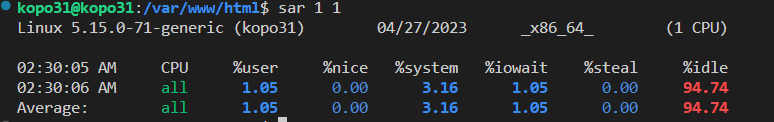 kopo31@kopo31:/var/www/html$ sar 1 1
Linux 5.15.0-71-generic (kopo31) 04/27/2023 _x86_64_ (1 CPU)
02:30:05 AM CPU %user %nice %system %iowait %steal %idle
02:30:06 AM all 1.05 0.00 3.16 1.05 0.00 94.74
Average: all 1.05 0.00 3.16 1.05 0.00 94.74